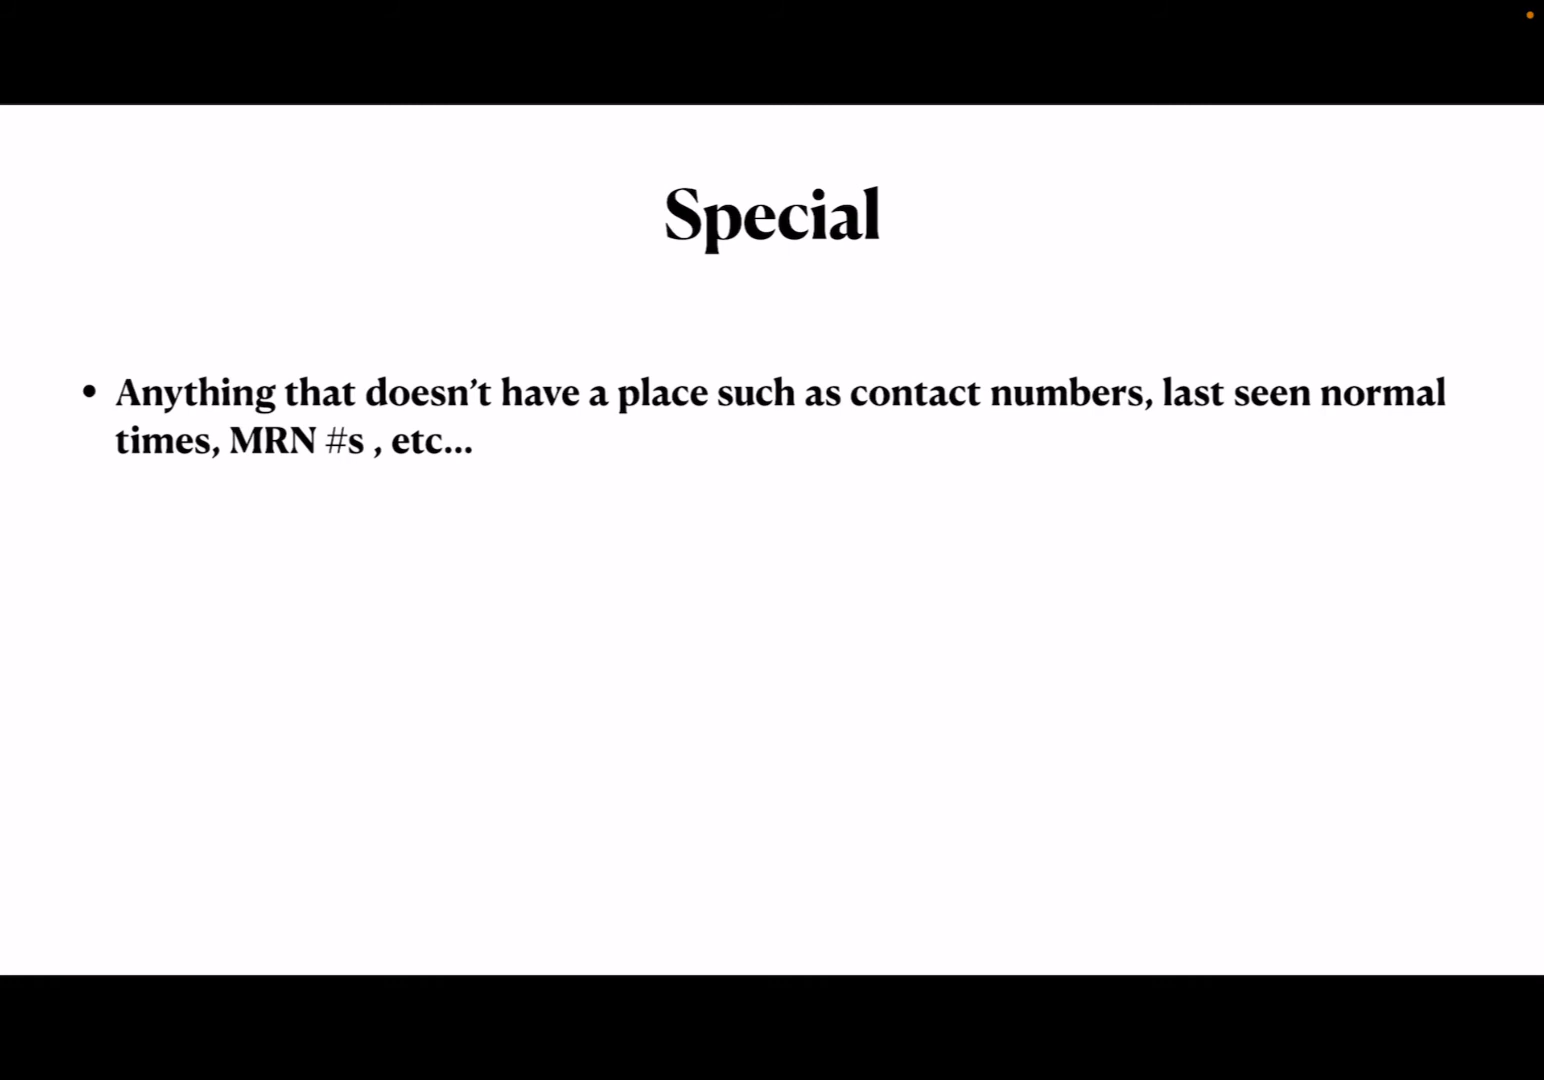 Special
• Anything that doesn’t have a place such as contact numbers, last seen normal
times, MRN #s , etc...